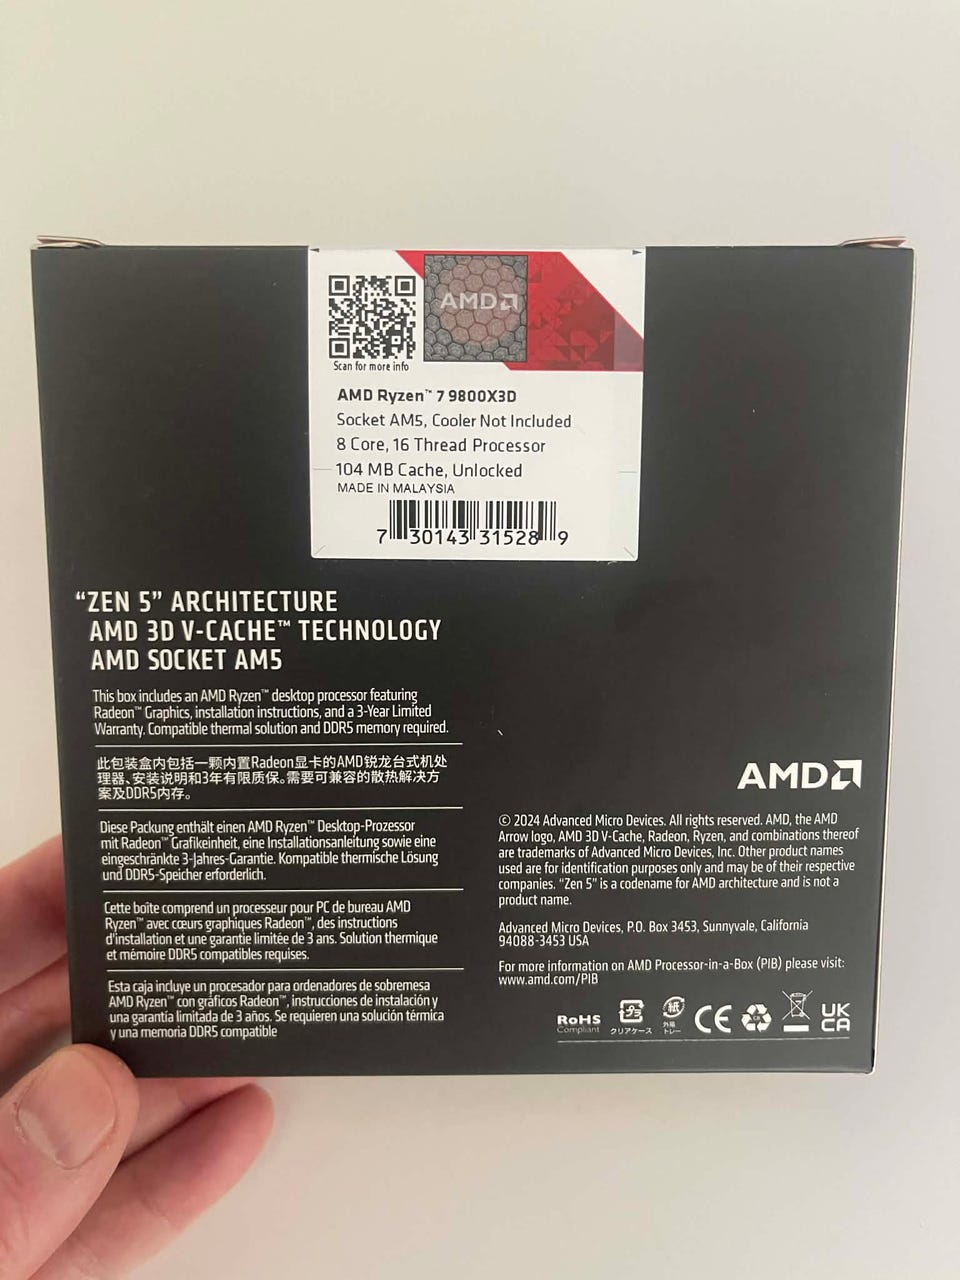 AMD
Scan for more info
AMD Ryzen™ 7 9800X3D
Socket AM5, Cooler Not Included
8 Core, 16 Thread Processor
104 MB Cache, Unlocked
MADE IN MALAYSIA
7 30143 31528 9
“ZEN 5” ARCHITECTURE
AMD 3D V-CACHE™ TECHNOLOGY
AMD SOCKET AM5
This box includes an AMD Ryzen™ desktop processor featuring
Radeon™ Graphics, installation instructions, and a 3-Year Limited
Warranty. Compatible thermal solution and DDR5 memory required.
此包装盒内包括一颗内置Radeon显卡的AMD锐龙台式机处
理器、安装说明和3年有限质保。需要可兼容的散热解决方
案及DDR5内存。
Diese Packung enthält einen AMD Ryzen™ Desktop-Prozessor
mit Radeon™ Grafikeinheit, eine Installationsanleitung sowie eine
eingeschränkte 3-Jahres-Garantie. Kompatible thermische Lösung
und DDR5-Speicher erforderlich.
Cette boîte comprend un processeur pour PC de bureau AMD
Ryzen™ avec cœurs graphiques Radeon™, des instructions
d'installation et une garantie limitée de 3 ans. Solution thermique
et mémoire DDR5 compatibles requises.
Esta caja incluye un procesador para ordenadores de sobremesa
AMD Ryzen™ con gráficos Radeon™, instrucciones de instalación y
una garantía limitada de 3 años. Se requieren una solución térmica
y una memoria DDR5 compatible
AMD
© 2024 Advanced Micro Devices. All rights reserved. AMD, the AMD
Arrow logo, AMD 3D V-Cache, Radeon, Ryzen, and combinations thereof
are trademarks of Advanced Micro Devices, Inc. Other product names
used are for identification purposes only and may be of their respective
companies. “Zen 5” is a codename for AMD architecture and is not a
product name.
Advanced Micro Devices, P.O. Box 3453, Sunnyvale, California
94088-3453 USA
For more information on AMD Processor-in-a-Box (PIB) please visit:
www.amd.com/PIB
RoHS
Compliant
プラ
クリアケース
紙
外箱
トレー
CE
UK
CA